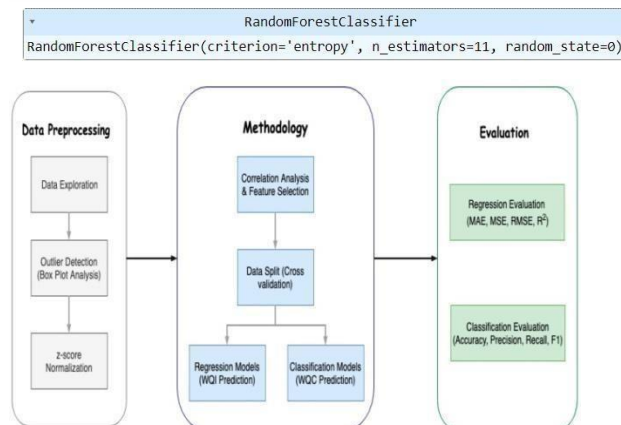 RandomForestClassifier
RandomForestClassifier(criterion='entropy', n_estimators=11, random_state=0)
Data Preprocessing
Data Exploration
Outlier Detection
(Box Plot Analysis)
z-score
Normalization
Methodology
Correlation Analysis
& Feature Selection
Data Split (Cross
validation)
Regression Models
(WQI Prediction)
Classification Models
(WQC Prediction)
Evaluation
Regression Evaluation
(MAE, MSE, RMSE, R²)
Classification Evaluation
(Accuracy, Precision, Recall, F1)